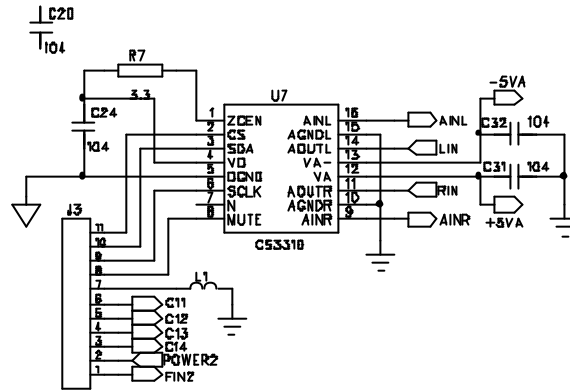 C20
104
R7
3.3
C24
104
U7
CS3310
1 ZCEN
2 CS
3 SDA
4 VD
5 DGND
6 SCLK
7 N
8 MUTE
AINL 16
AGNDL 15
AOUTL 14
VA- 13
VA 12
AOUTR 11
AGNDR 10
AINR 9
AINL
LIN
RIN
AINR
-5VA
C32 104
C31 104
+5VA
J3
11
10
9
8
7
6
5
4
3
2
1
L1
C11
C12
C13
C14
POWER2
FIN2